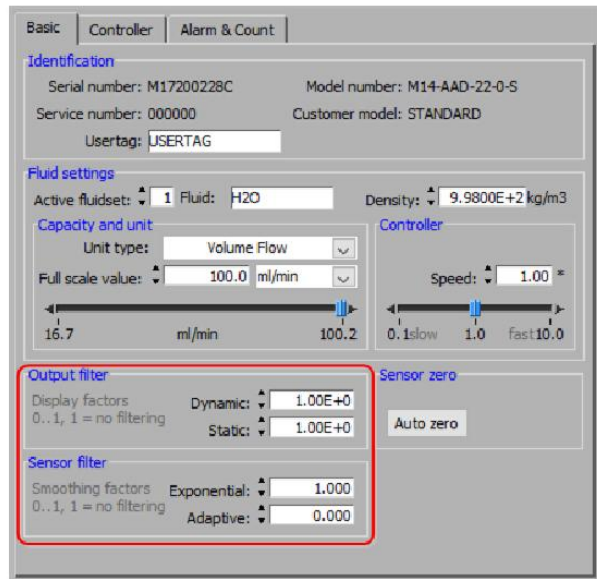 Basic Controller Alarm & Count
Identification
Serial number: M17200228C Model number: M14-AAD-22-0-S
Service number: 000000 Customer model: STANDARD
Usertag: USERTAG
Fluid settings
Active fluidset: 1 Fluid: H2O Density: 9.9800E+2 kg/m3
Capacity and unit
Unit type: Volume Flow
Full scale value: 100.0 ml/min
16.7 ml/min 100.2
Controller
Speed: 1.00 *
0.1slow 1.0 fast10.0
Output filter
Display factors
0..1, 1 = no filtering
Dynamic: 1.00E+0
Static: 1.00E+0
Sensor zero
Auto zero
Sensor filter
Smoothing factors
0..1, 1 = no filtering
Exponential: 1.000
Adaptive: 0.000